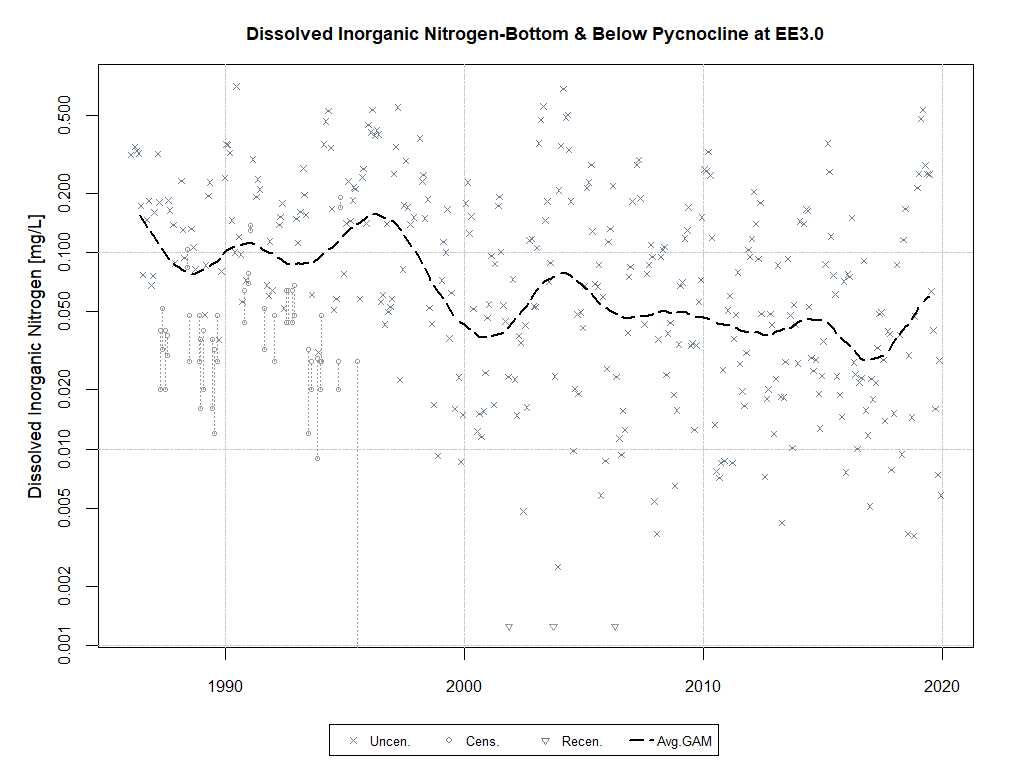 Dissolved Inorganic Nitrogen-Bottom & Below Pycnocline at EE3.0
Dissolved Inorganic Nitrogen [mg/L]
0.500
0.200
0.100
0.050
0.020
0.010
0.005
0.002
0.001
1990 2000 2010 2020
Uncen. Cens. Recen. Avg.GAM